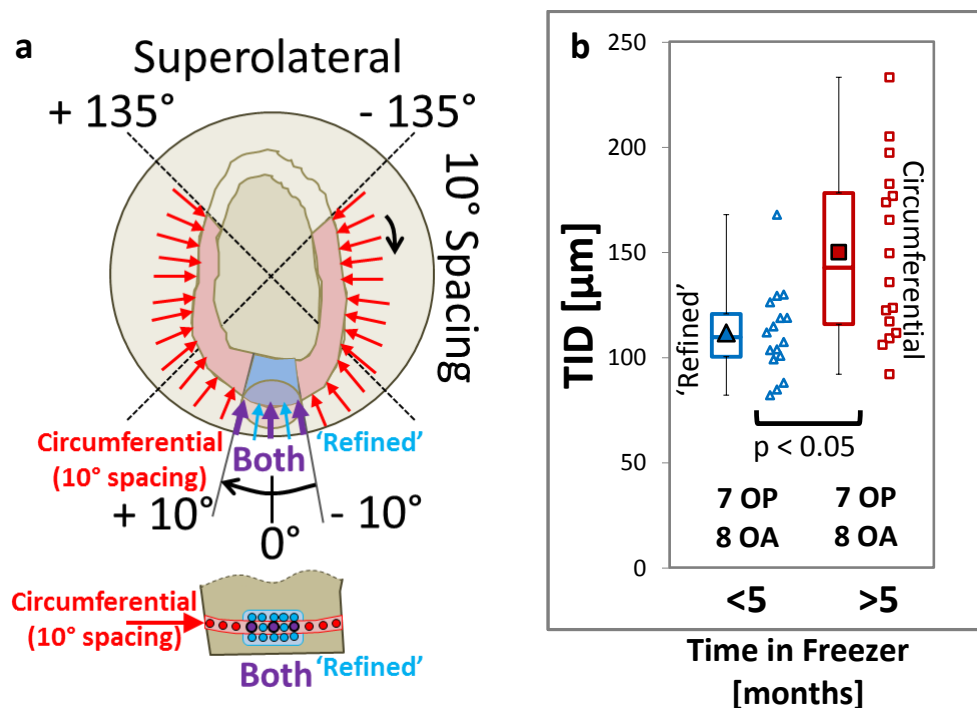 a
Superolateral
+ 135°
- 135°
10° Spacing
Circumferential
(10° spacing)
Both
'Refined'
+ 10°
0°
- 10°
Circumferential
(10° spacing)
Both
'Refined'
b
250
200
150
100
50
0
TID [µm]
'Refined'
Circumferential
p < 0.05
7 OP
8 OA
7 OP
8 OA
<5
>5
Time in Freezer
[months]